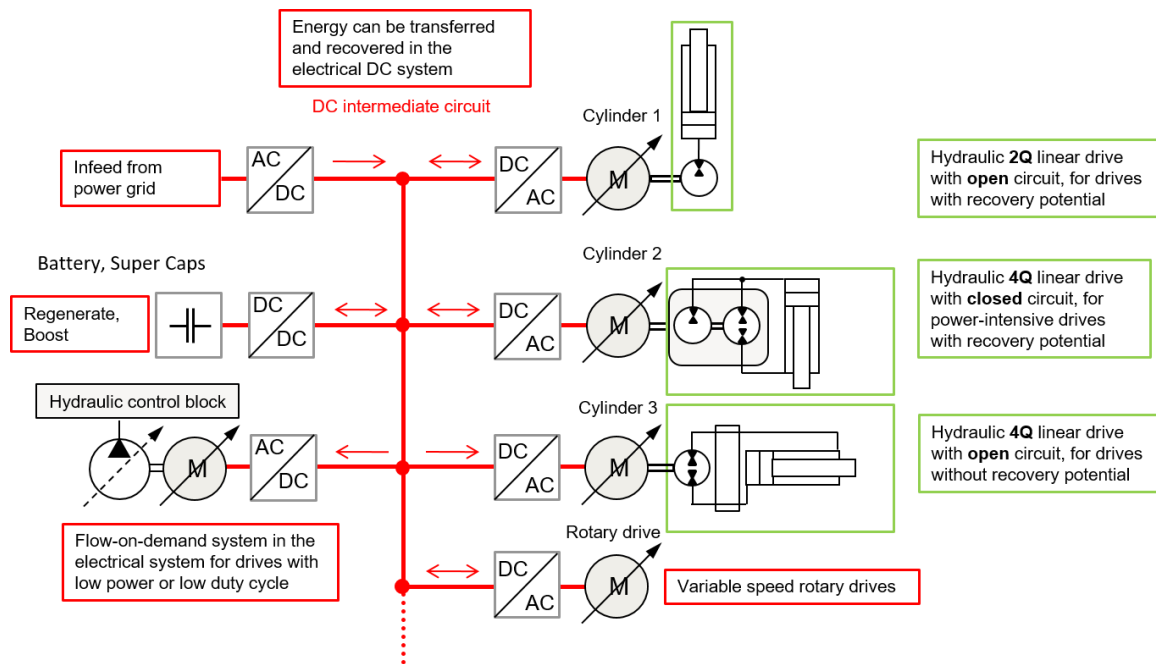 Energy can be transferred
and recovered in the
electrical DC system
DC intermediate circuit
Cylinder 1
Infeed from
power grid
AC
DC
DC
AC
M
Hydraulic 2Q linear drive
with open circuit, for drives
with recovery potential
Battery, Super Caps
Cylinder 2
Regenerate,
Boost
DC
DC
DC
AC
M
Hydraulic 4Q linear drive
with closed circuit, for
power-intensive drives
with recovery potential
Hydraulic control block
Cylinder 3
M
AC
DC
DC
AC
M
Hydraulic 4Q linear drive
with open circuit, for drives
without recovery potential
Flow-on-demand system in the
electrical system for drives with
low power or low duty cycle
Rotary drive
DC
AC
M
Variable speed rotary drives